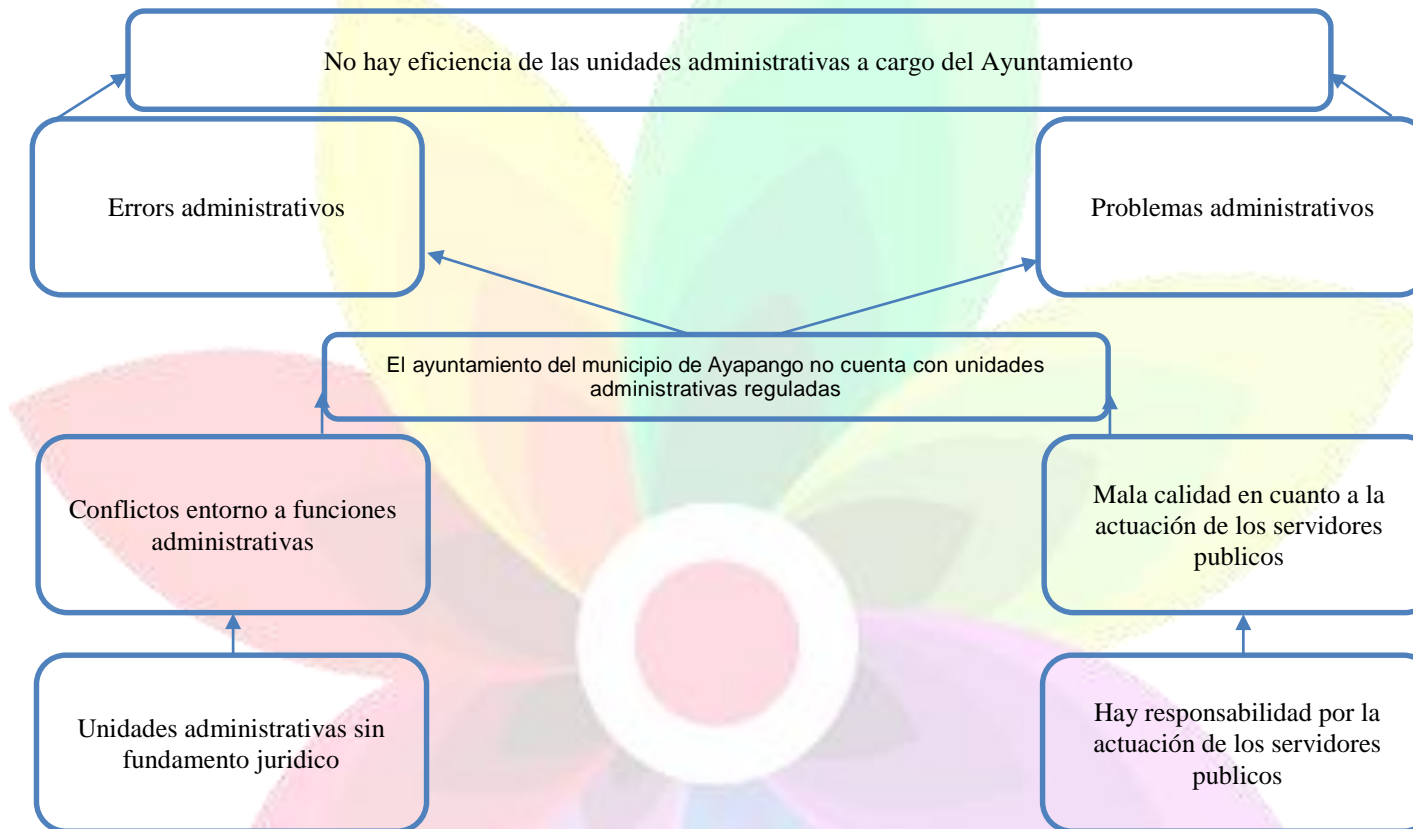 No hay eficiencia de las unidades administrativas a cargo del Ayuntamiento
Errors administrativos
Problemas administrativos
El ayuntamiento del municipio de Ayapango no cuenta con unidades
administrativas reguladas
Conflictos entorno a funciones
administrativas
Mala calidad en cuanto a la
actuación de los servidores
publicos
Unidades administrativas sin
fundamento juridico
Hay responsabilidad por la
actuación de los servidores
publicos